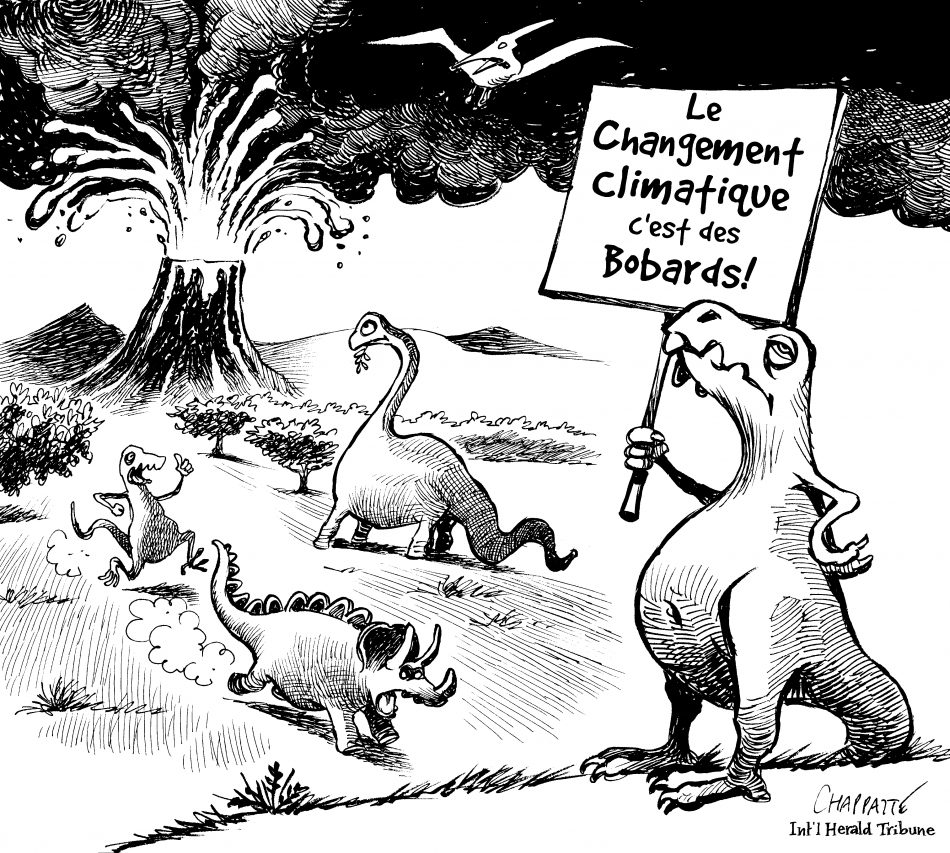 Le
Changement
climatique
c'est des
Bobards!
CHAPPATTE
Int'l Herald Tribune